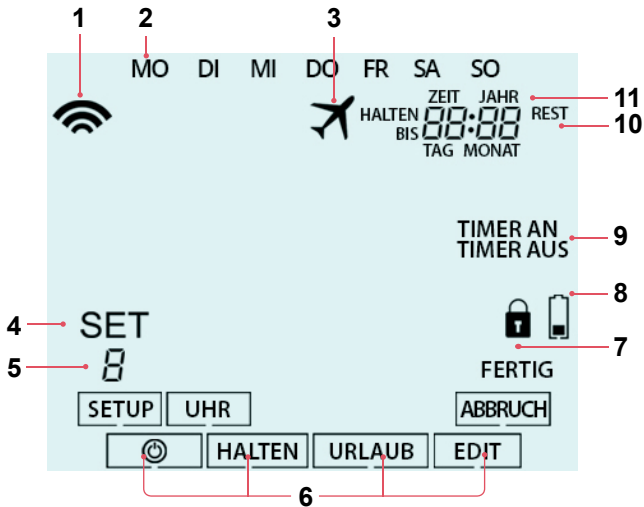 1 2 3
MO DI MI DO FR SA SO
ZEIT JAHR 11
HALTEN 88:88 REST
BIS 10
TAG MONAT
TIMER AN 9
TIMER AUS
8
4 SET
7
5 8 FERTIG
SETUP UHR ABBRUCH
HALTEN URLAUB EDIT
6